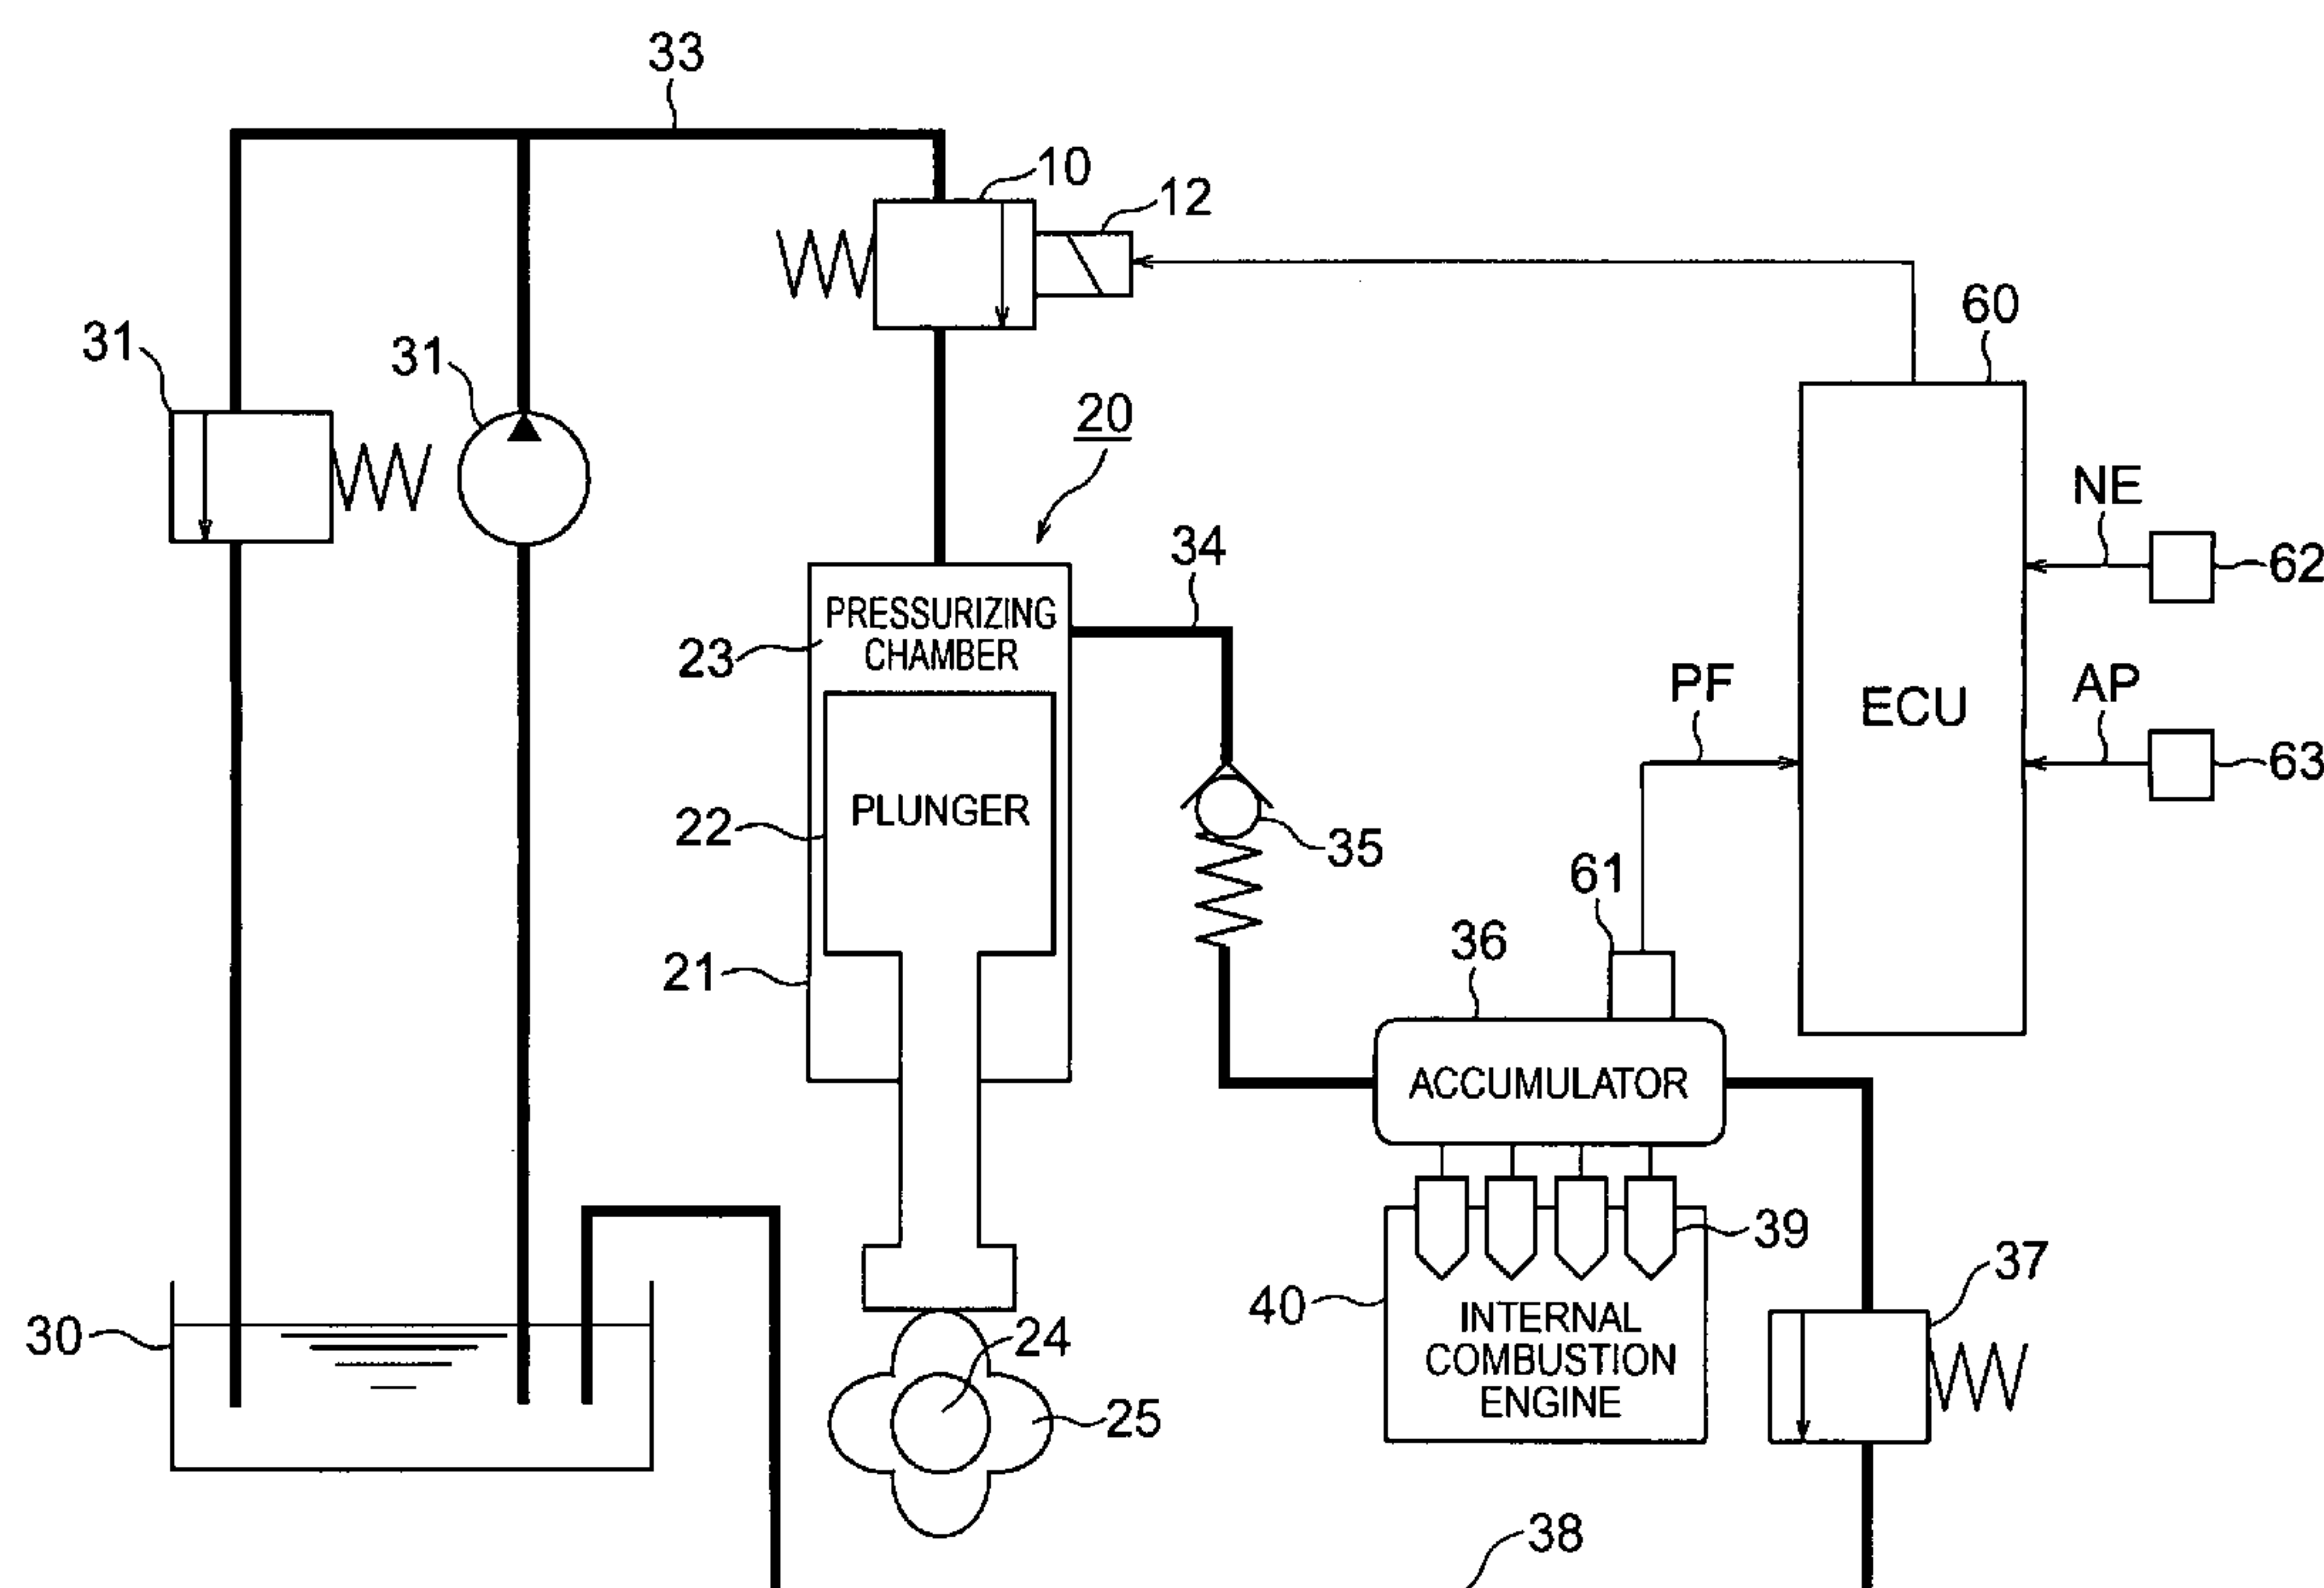 33
10
12
60
31
31
20
NE
62
34
PRESSURIZING
CHAMBER
23
PF
ECU
AP
63
PLUNGER
22
35
61
36
21
ACCUMULATOR
39
37
40
INTERNAL
COMBUSTION
ENGINE
30
24
25
38